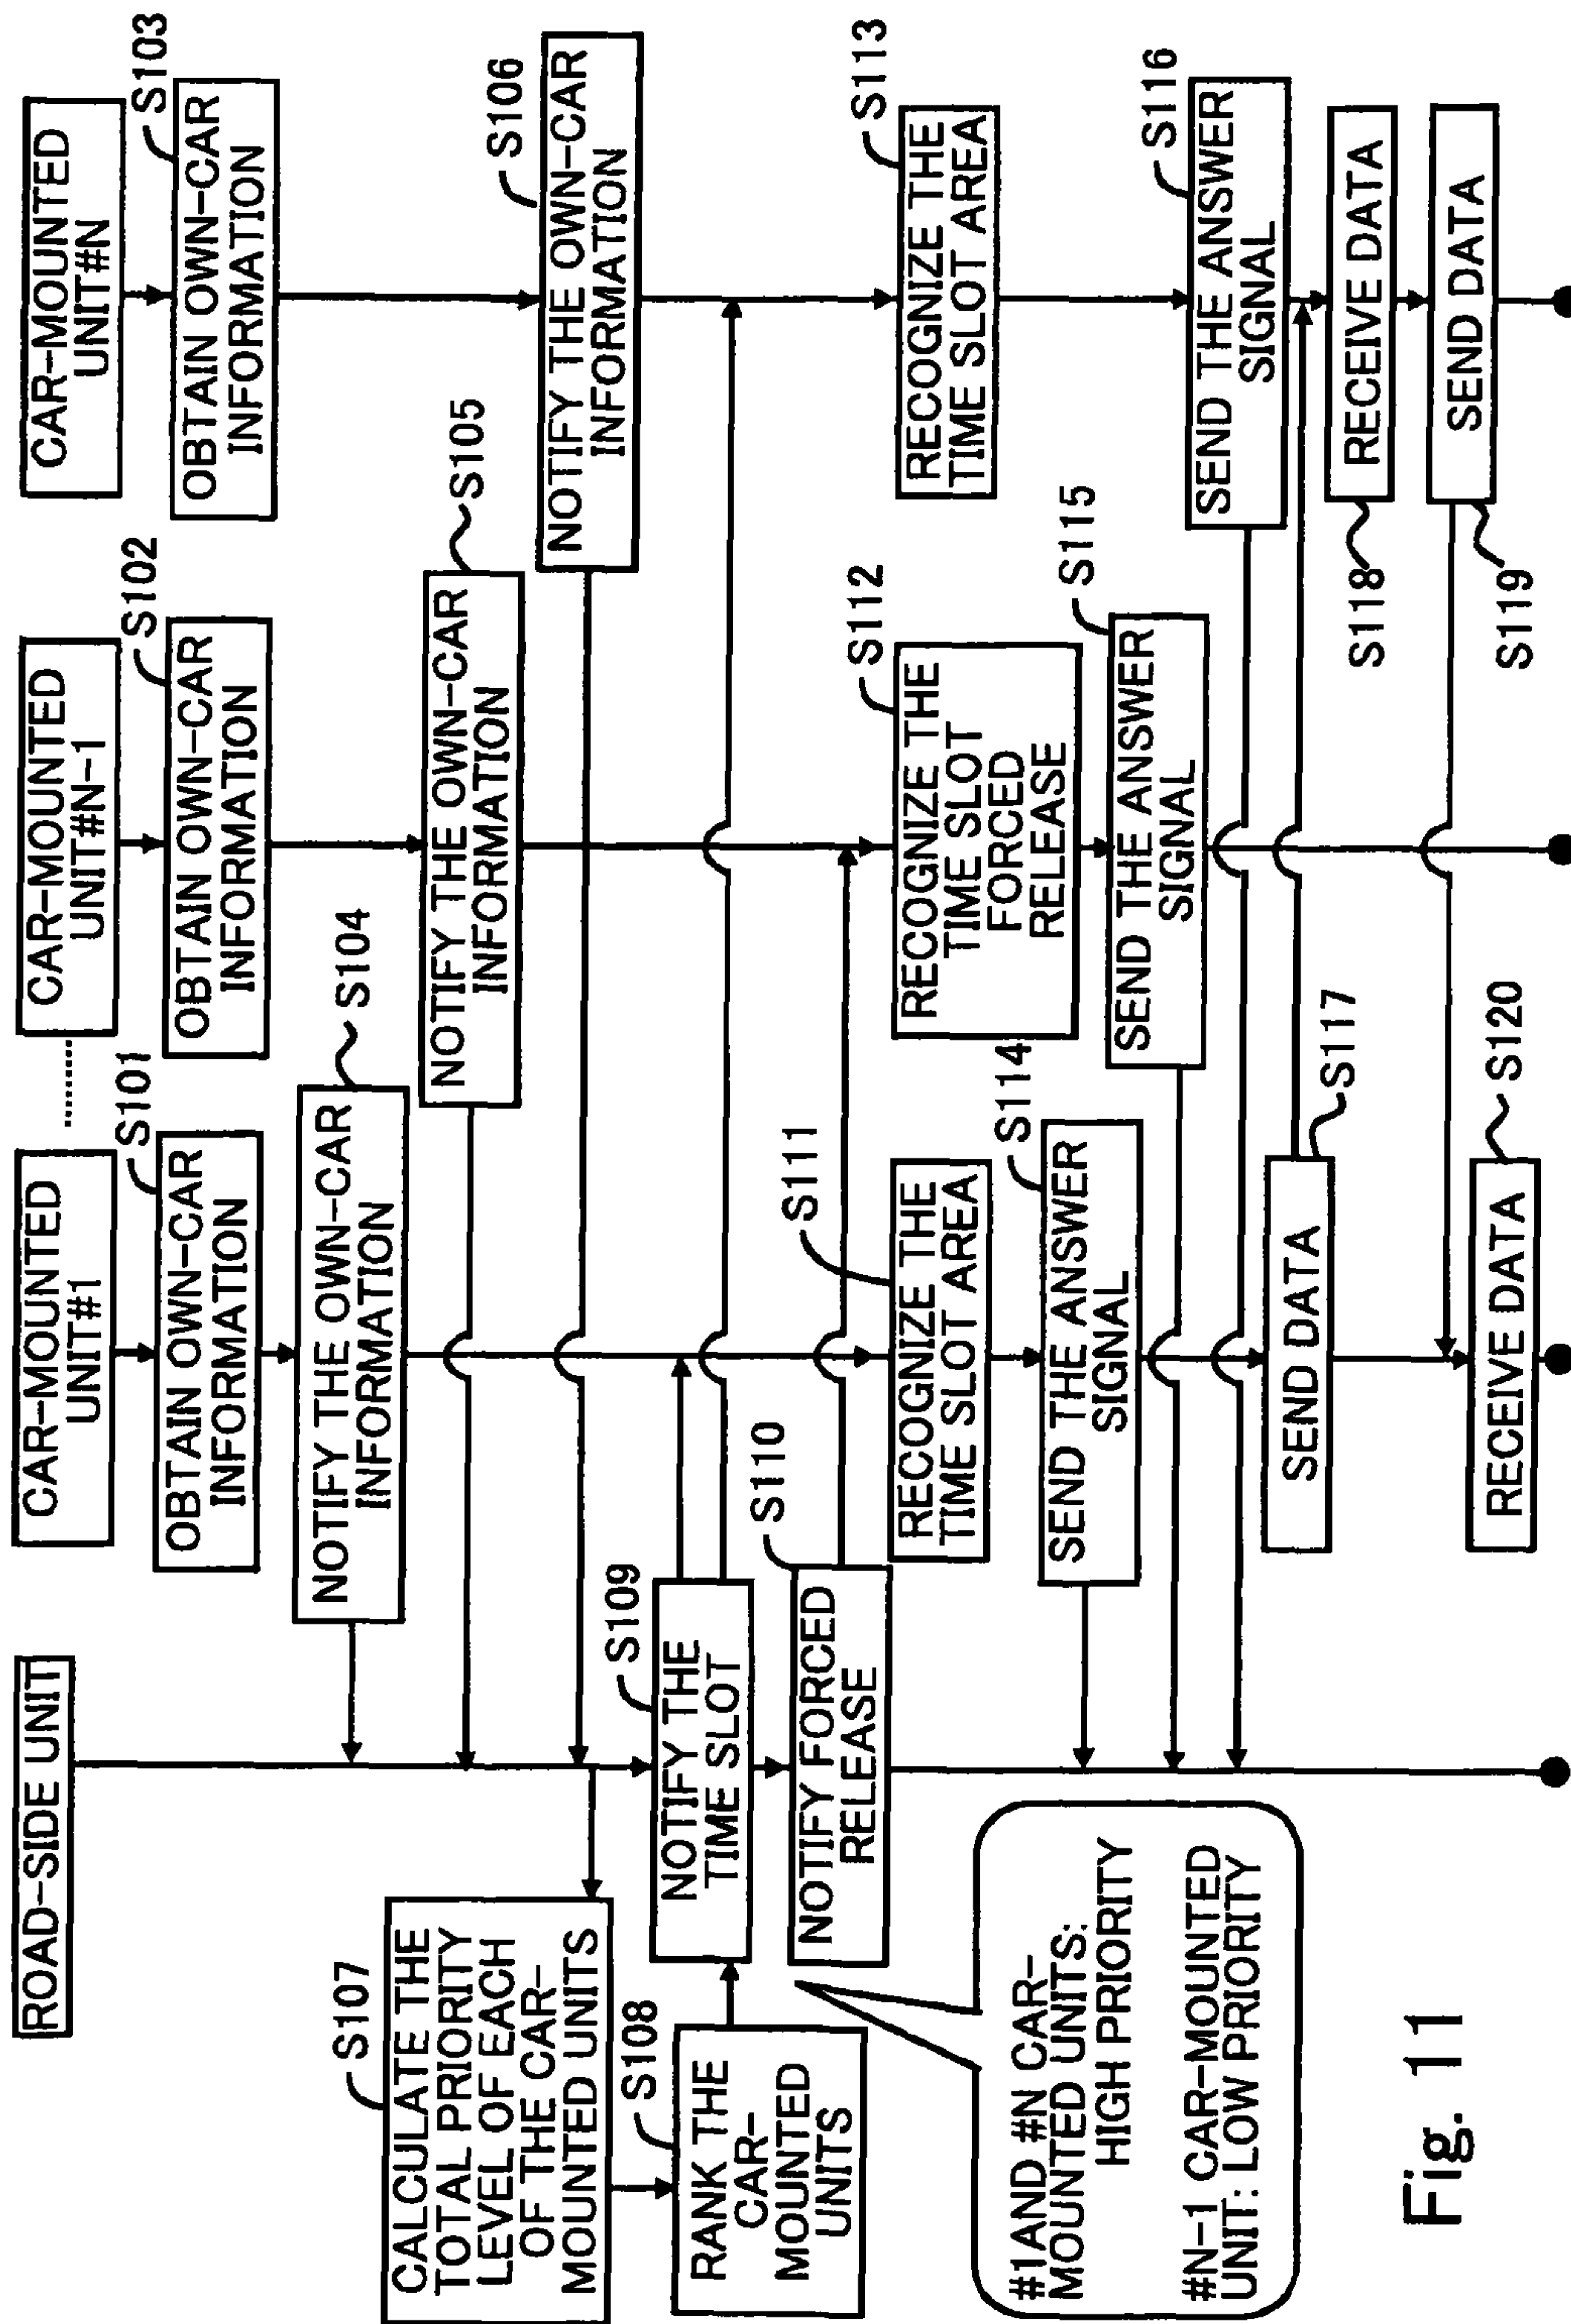 ROAD-SIDE UNIT
CAR-MOUNTED
UNIT#1
CAR-MOUNTED
UNIT#N-1
CAR-MOUNTED
UNIT#N
S101
OBTAIN OWN-CAR
INFORMATION
S102
OBTAIN OWN-CAR
INFORMATION
S103
OBTAIN OWN-CAR
INFORMATION
S104
NOTIFY THE OWN-CAR
INFORMATION
S105
NOTIFY THE OWN-CAR
INFORMATION
S106
NOTIFY THE OWN-CAR
INFORMATION
S107
CALCULATE THE
TOTAL PRIORITY
LEVEL OF EACH
OF THE CAR-
MOUNTED UNITS
S108
RANK THE
CAR-
MOUNTED
UNITS
S109
NOTIFY THE
TIME SLOT
S110
NOTIFY FORCED
RELEASE
S111
RECOGNIZE THE
TIME SLOT AREA
S112
RECOGNIZE THE
TIME SLOT
FORCED
RELEASE
S113
RECOGNIZE THE
TIME SLOT AREA
#1AND #N CAR-
MOUNTED UNITS:
HIGH PRIORITY
#N-1 CAR-MOUNTED
UNIT: LOW PRIORITY
S114
SEND THE ANSWER
SIGNAL
S115
SEND THE ANSWER
SIGNAL
S116
SEND THE ANSWER
SIGNAL
S117
SEND DATA
S118
RECEIVE DATA
S119
SEND DATA
S120
RECEIVE DATA
Fig. 11